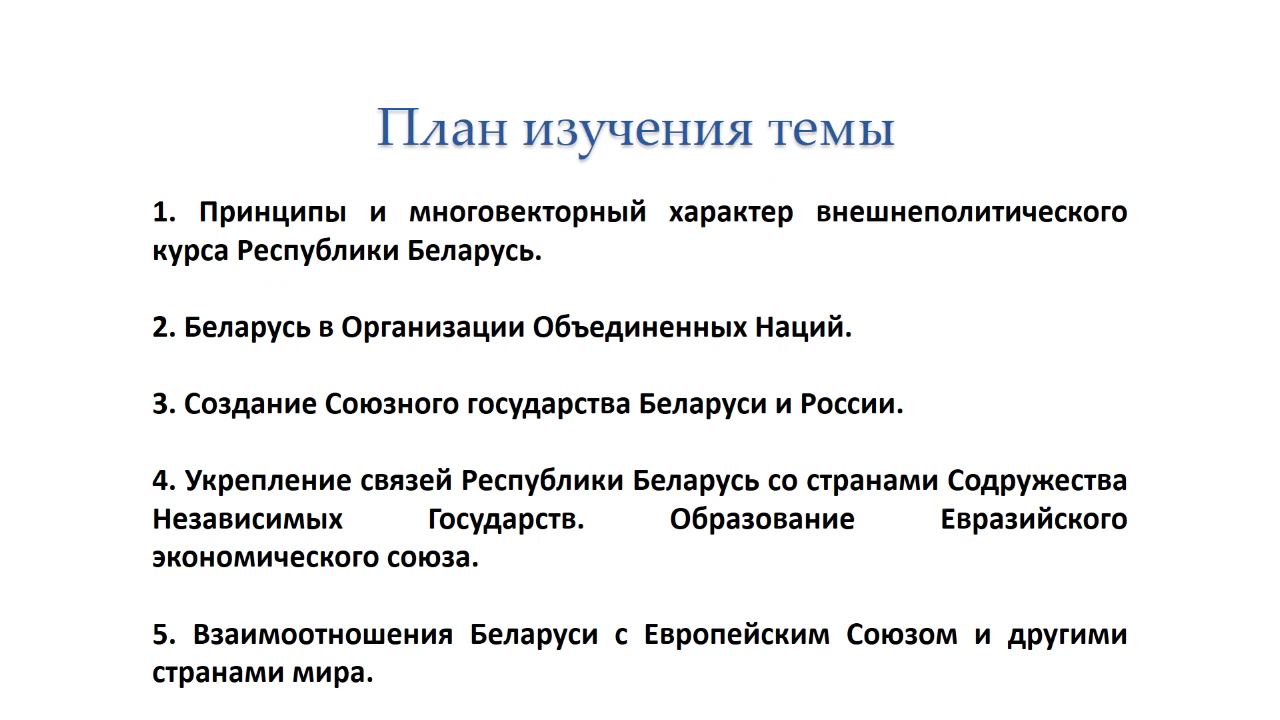 План изучения темы
1. Принципы и многовекторный характер внешнеполитического
курса Республики Беларусь.
2. Беларусь в Организации Объединенных Наций.
3. Создание Союзного государства Беларуси и России.
4. Укрепление связей Республики Беларусь со странами Содружества
Независимых Государств. Образование Евразийского
экономического союза.
5. Взаимоотношения Беларуси с Европейским Союзом и другими
странами мира.